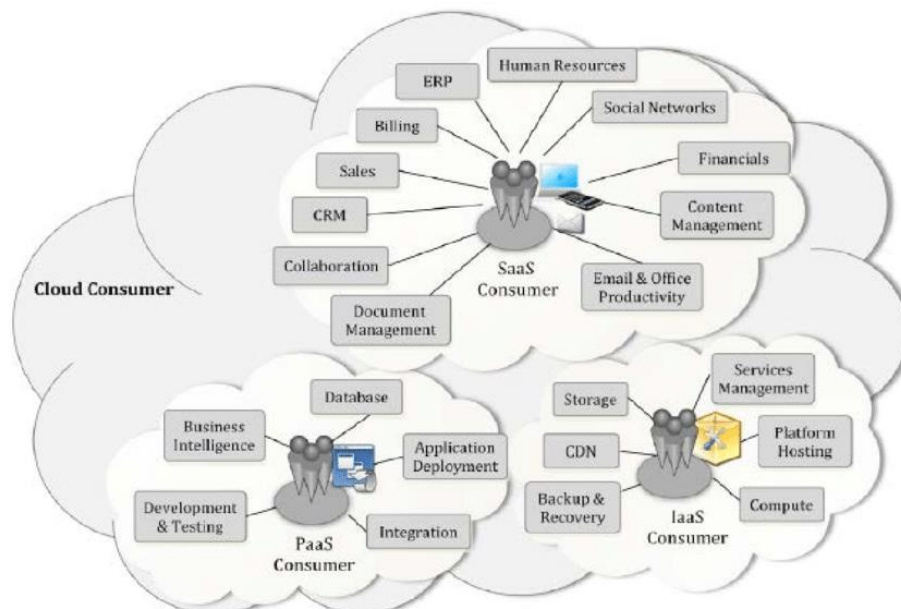 Human Resources
ERP
Social Networks
Billing
Financials
Sales
Content
Management
CRM
Collaboration
SaaS
Consumer
Email & Office
Productivity
Cloud Consumer
Document
Management
Services
Management
Database
Storage
Business
Intelligence
Application
Deployment
Platform
Hosting
CDN
Development
& Testing
Backup &
Recovery
Compute
Integration
PaaS
Consumer
IaaS
Consumer